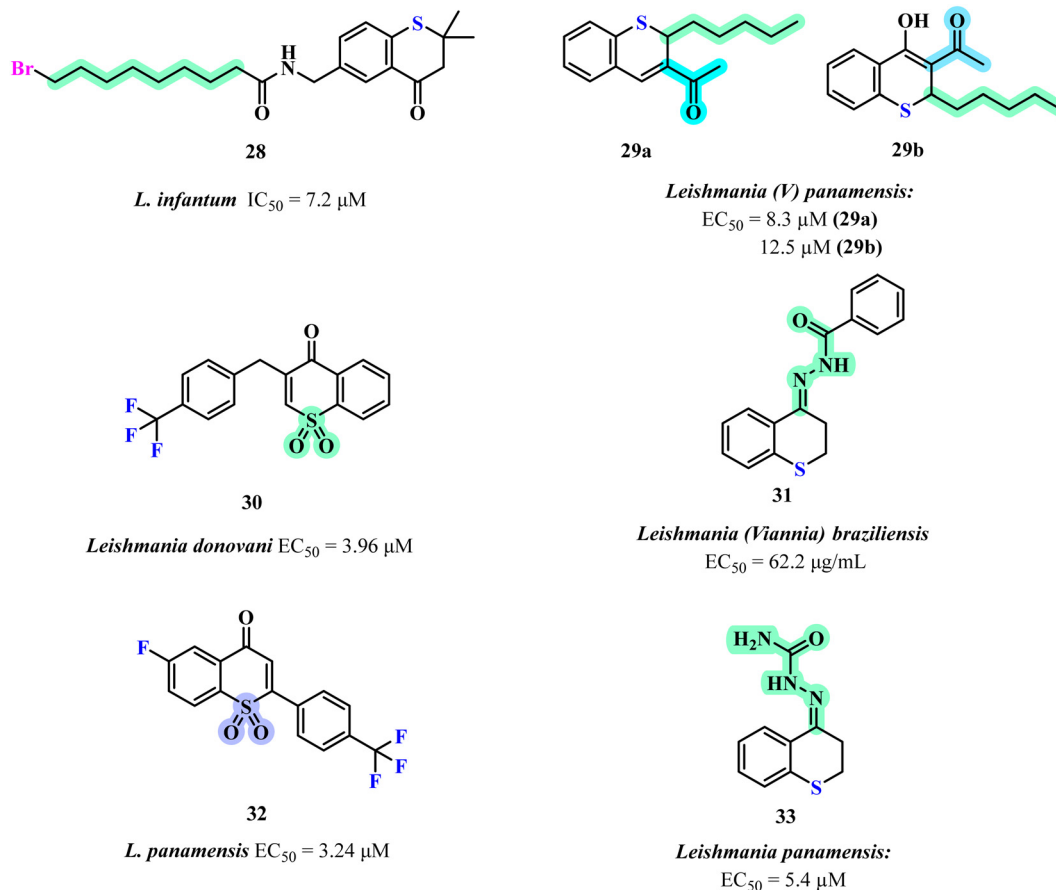 Br
H
N
O
S
O
28
L. infantum IC50 = 7.2 μM
S
O
29a
OH
O
S
29b
Leishmania (V) panamensis:
EC50 = 8.3 μM (29a)
12.5 μM (29b)
O
F
F
F
S
O
O
30
Leishmania donovani EC50 = 3.96 μM
O
NH
N
S
31
Leishmania (Viannia) braziliensis
EC50 = 62.2 μg/mL
F
O
S
O
O
F
F
F
32
L. panamensis EC50 = 3.24 μM
H2N
O
HN
N
S
33
Leishmania panamensis:
EC50 = 5.4 μM